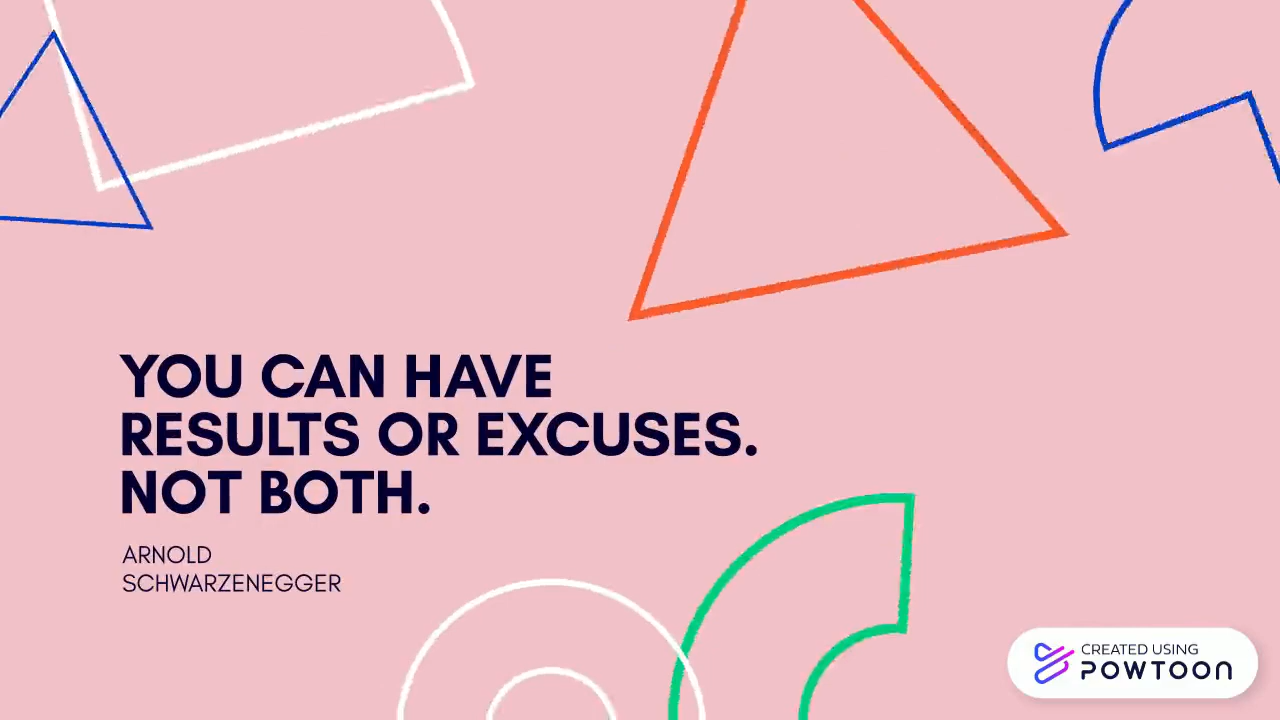 YOU CAN HAVE
RESULTS OR EXCUSES.
NOT BOTH.
ARNOLD
SCHWARZENEGGER
CREATED USING
POWTOON